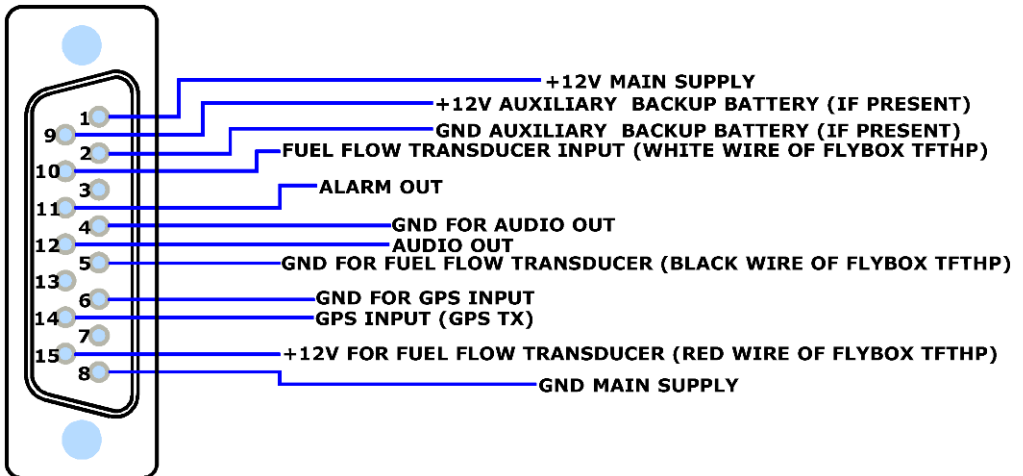 +12V MAIN SUPPLY
1
+12V AUXILIARY BACKUP BATTERY (IF PRESENT)
9
GND AUXILIARY BACKUP BATTERY (IF PRESENT)
2
FUEL FLOW TRANSDUCER INPUT (WHITE WIRE OF FLYBOX TFTHP)
10
3
ALARM OUT
11
4
GND FOR AUDIO OUT
12
AUDIO OUT
5
GND FOR FUEL FLOW TRANSDUCER (BLACK WIRE OF FLYBOX TFTHP)
13
6
GND FOR GPS INPUT
14
GPS INPUT (GPS TX)
7
15
+12V FOR FUEL FLOW TRANSDUCER (RED WIRE OF FLYBOX TFTHP)
8
GND MAIN SUPPLY